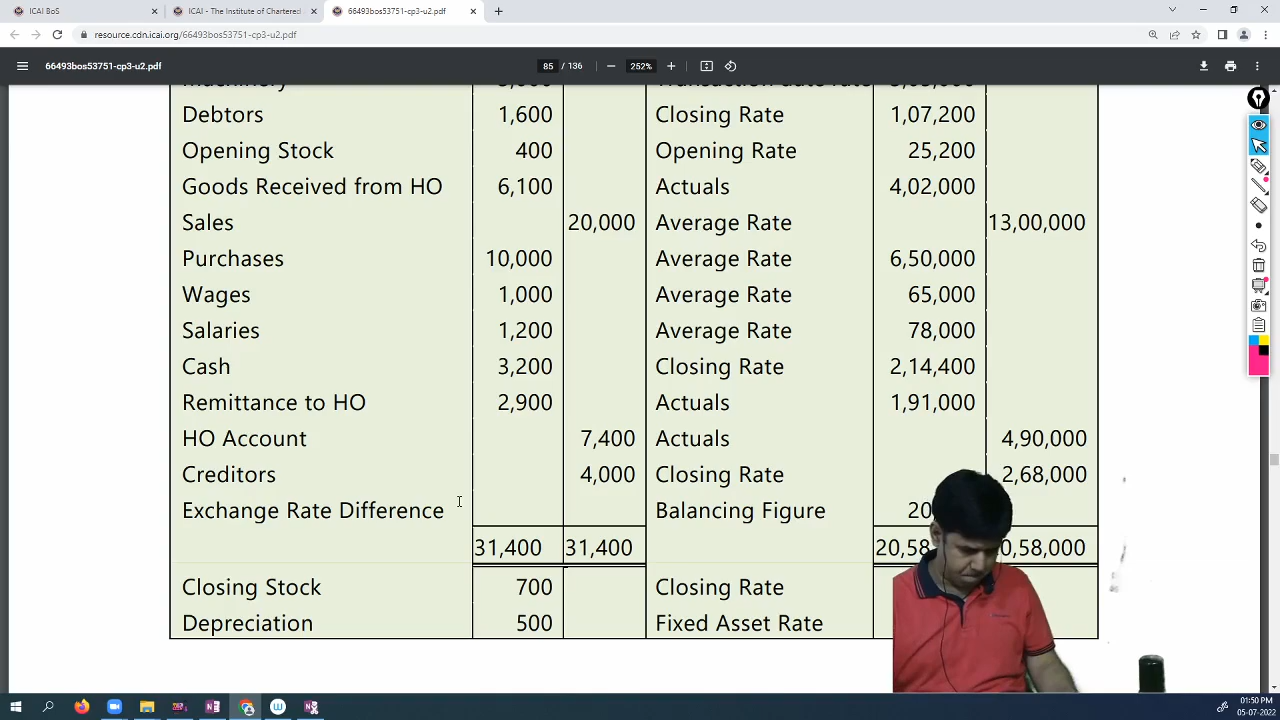 ICAI BoS
ICAI - The Institute of Chartered
66493bos53751-cp3-u2.pdf
resource.cdn.icai.org/66493bos53751-cp3-u2.pdf
66493bos53751-cp3-u2.pdf
85 / 136
252%
Debtors 1,600 Closing Rate 1,07,200
Opening Stock 400 Opening Rate 25,200
Goods Received from HO 6,100 Actuals 4,02,000
Sales 20,000 Average Rate 13,00,000
Purchases 10,000 Average Rate 6,50,000
Wages 1,000 Average Rate 65,000
Salaries 1,200 Average Rate 78,000
Cash 3,200 Closing Rate 2,14,400
Remittance to HO 2,900 Actuals 1,91,000
HO Account 7,400 Actuals 4,90,000
Creditors 4,000 Closing Rate 2,68,000
Exchange Rate Difference Balancing Figure 20
31,400 31,400 20,58 0,58,000
Closing Stock 700 Closing Rate
Depreciation 500 Fixed Asset Rate
01:50 PM
05-07-2022